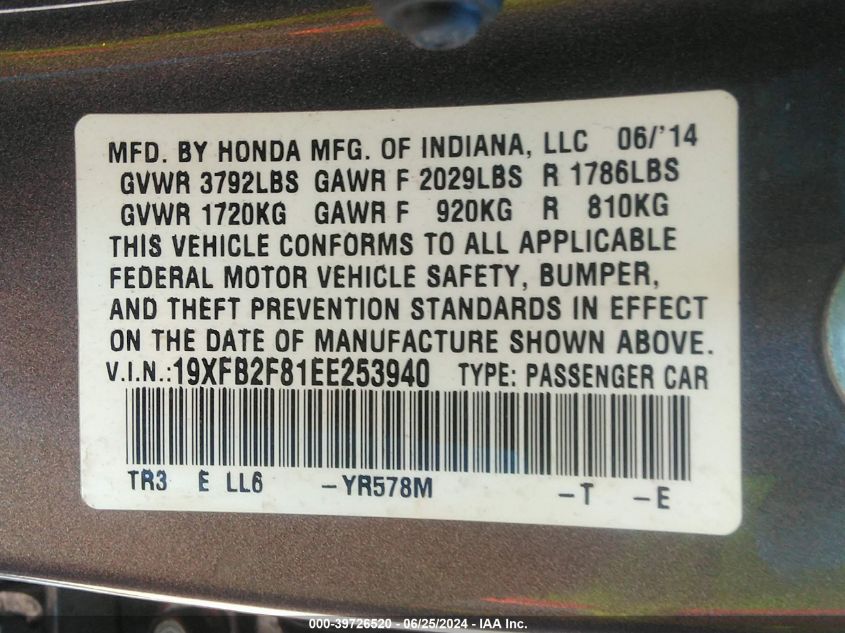 MFD. BY HONDA MFG. OF INDIANA, LLC 06/'14
GVWR 3792LBS GAWR F 2029LBS R 1786LBS
GVWR 1720KG GAWR F 920KG R 810KG
THIS VEHICLE CONFORMS TO ALL APPLICABLE
FEDERAL MOTOR VEHICLE SAFETY, BUMPER,
AND THEFT PREVENTION STANDARDS IN EFFECT
ON THE DATE OF MANUFACTURE SHOWN ABOVE.
V.I.N.:19XFB2F81EE253940 TYPE: PASSENGER CAR
TR3 E LL6 -YR578M -T -E
000-39726520 - 06/25/2024 - IAA Inc.